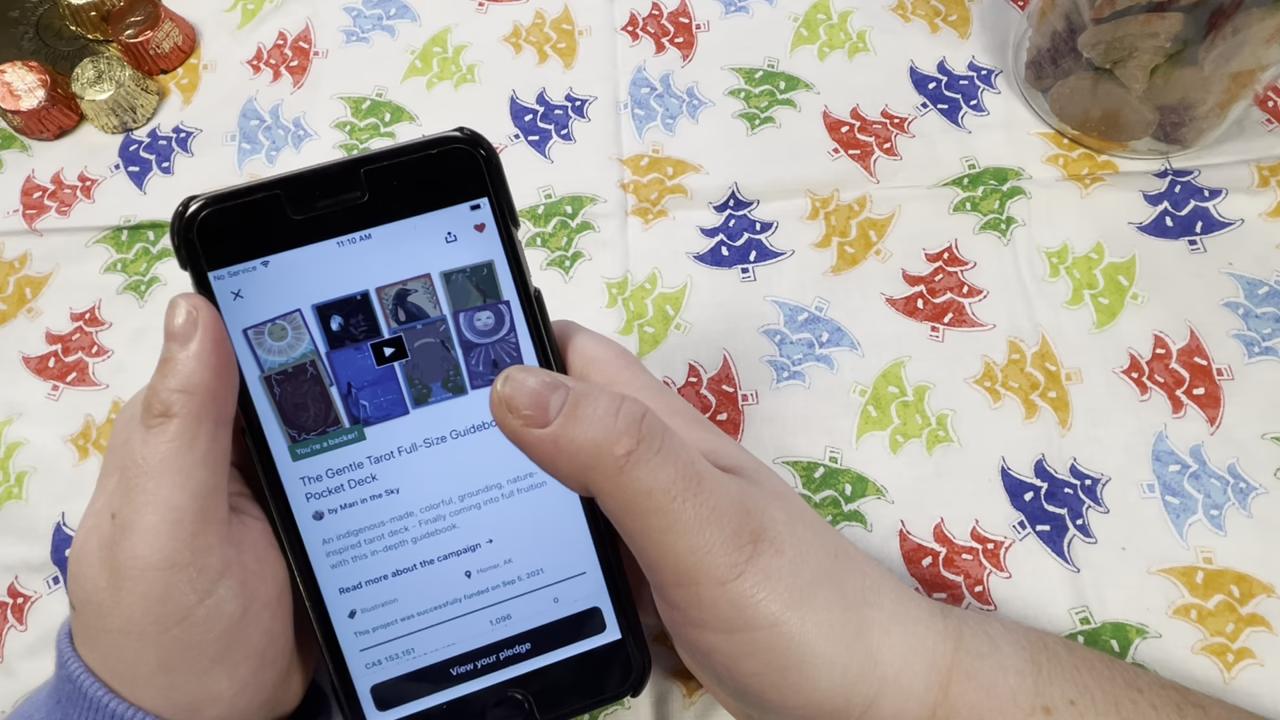 11:10 AM
No Service
You're a backer!
The Gentle Tarot Full-Size
Pocket Deck
by Mari in the Sky
An indigenous-made, colorful, grounding, nature-
inspired tarot deck - Finally coming into full fruition
with this in-depth guidebook.
Read more about the campaign →
Illustration
Homer, AK
This project was successfully funded on Sep 5, 2021
CA$ 153,151
1,096
0
View your pledge